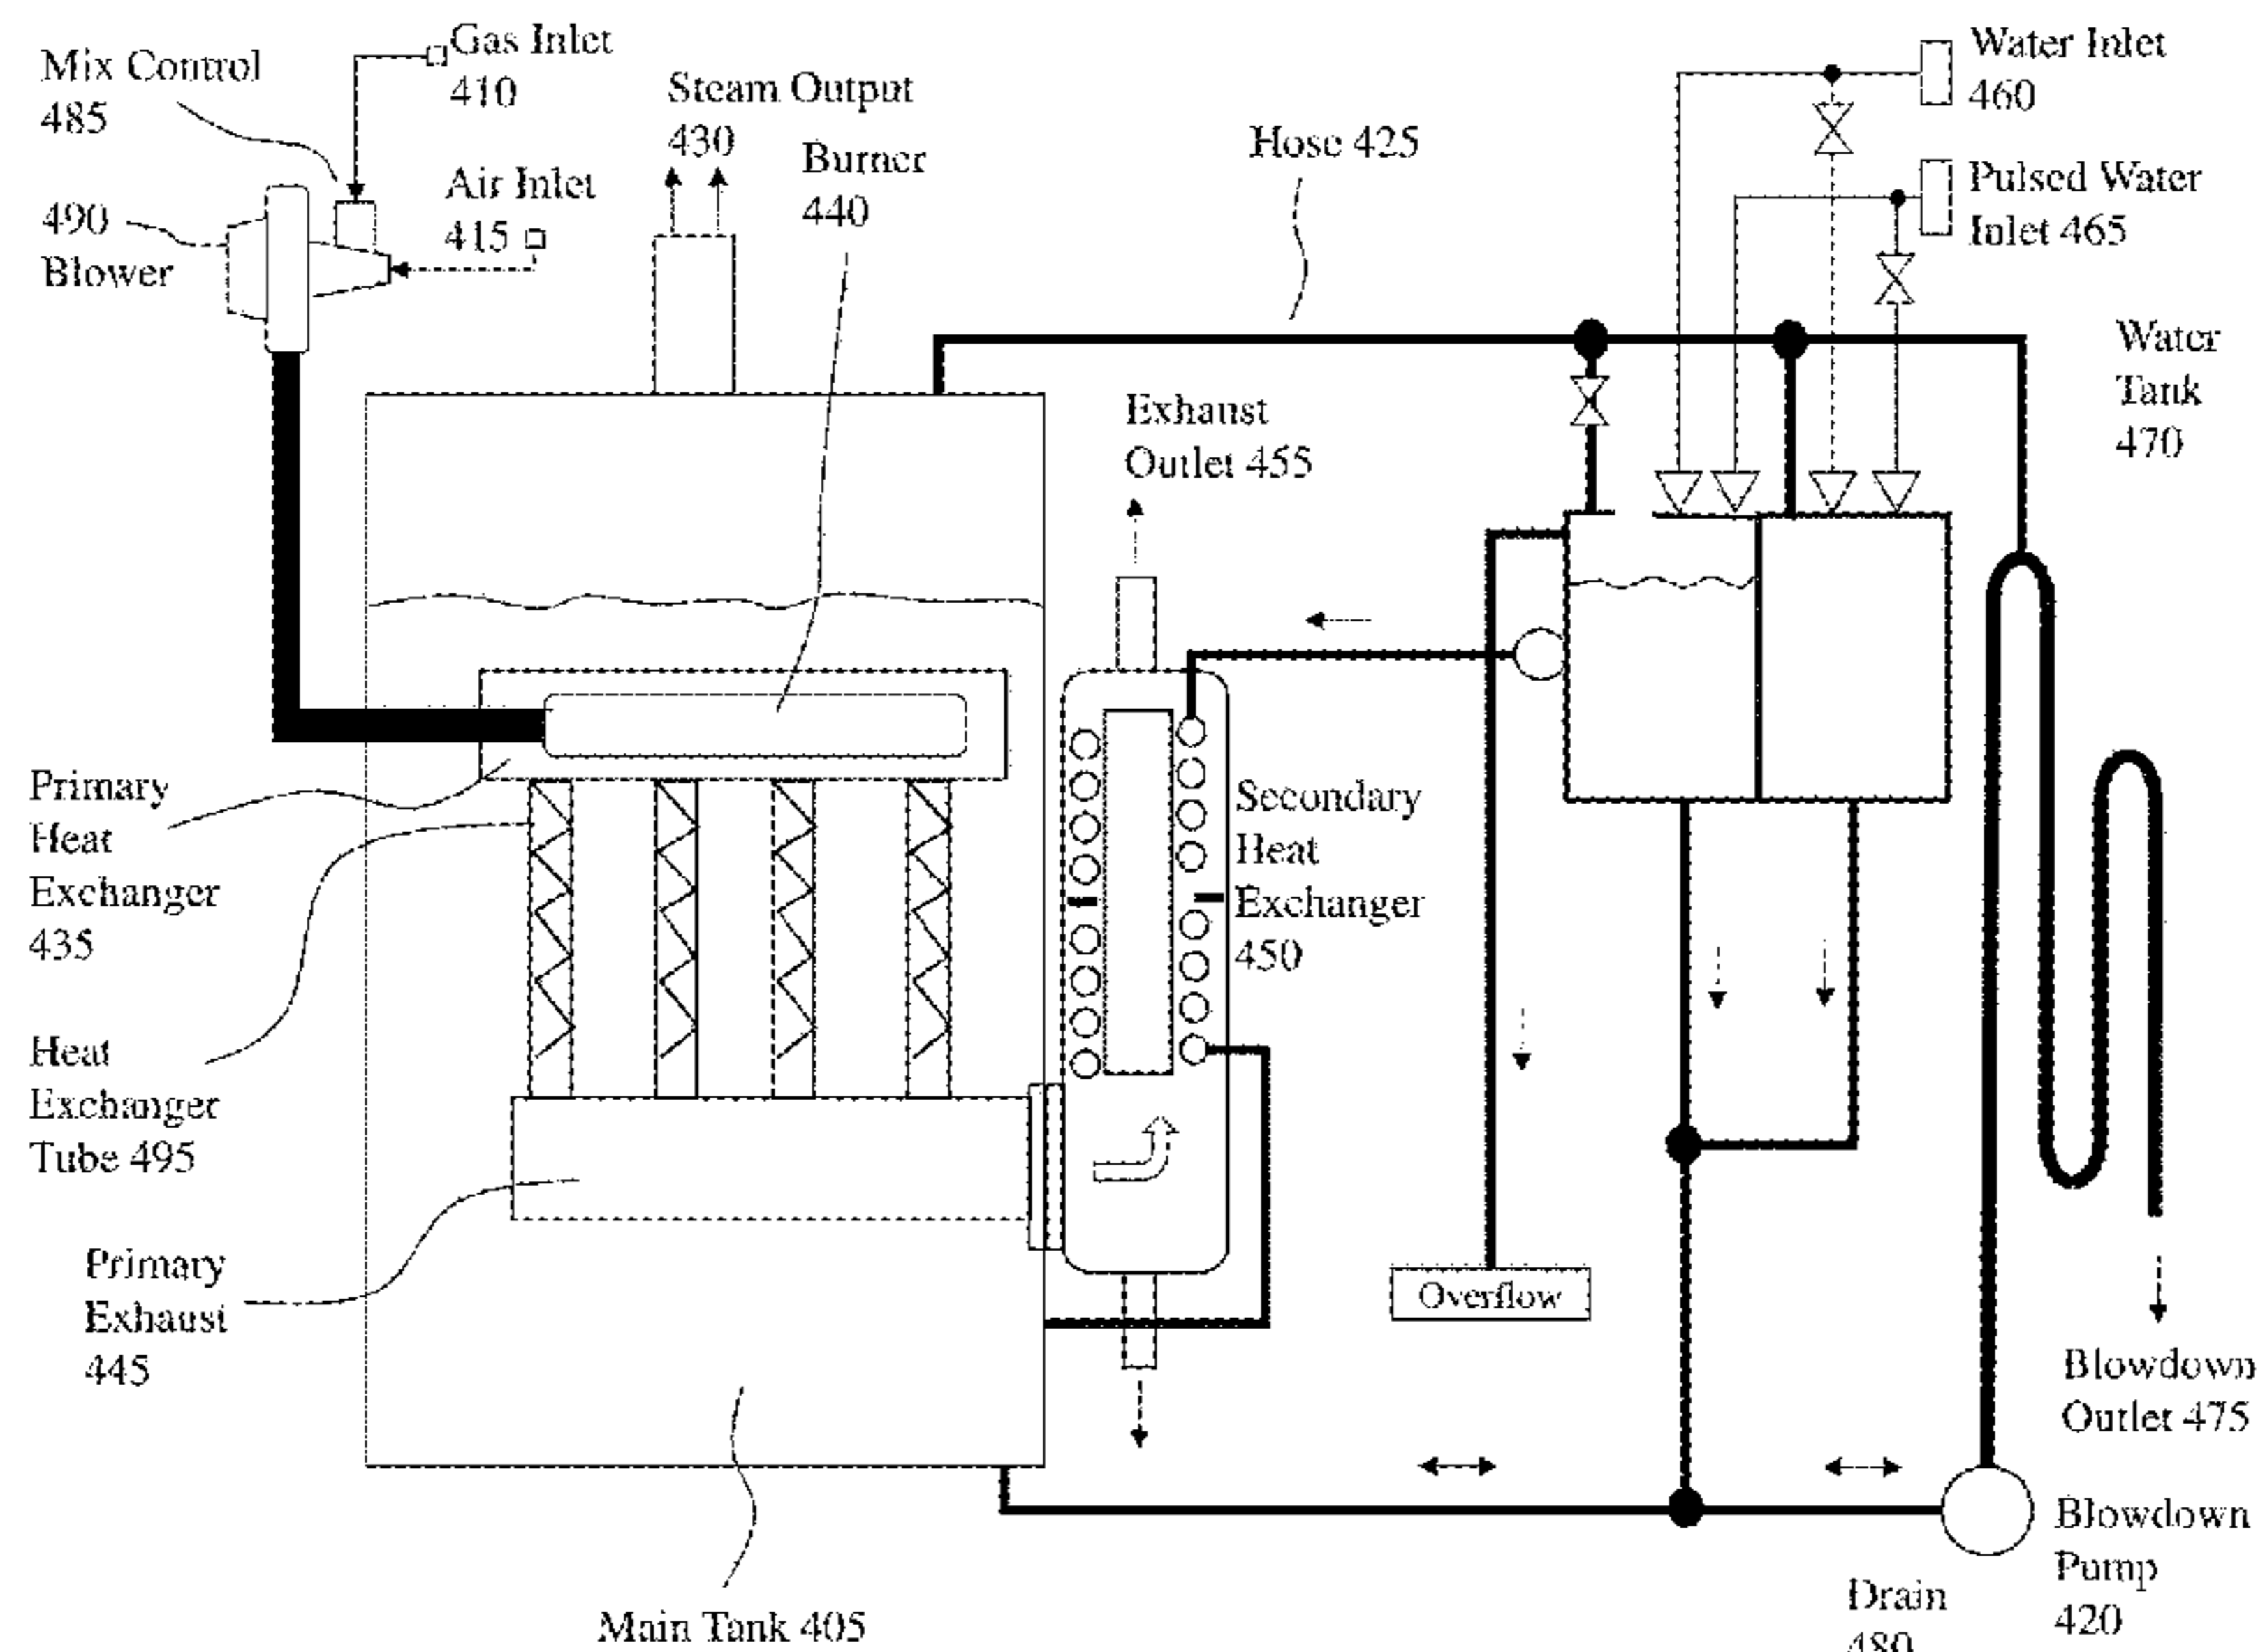 Gas Inlet
410
Mix Control
485
Steam Output
430
Burner
440
Air Inlet
415
490
Blower
Hose 425
Water Inlet
460
Pulsed Water
Inlet 465
Water
Tank
470
Exhaust
Outlet 455
Primary
Heat
Exchanger
435
Secondary
Heat
Exchanger
450
Heat
Exchanger
Tube 495
Primary
Exhaust
445
Overflow
Blowdown
Outlet 475
Blowdown
Pump
420
Drain
480
Main Tank 405